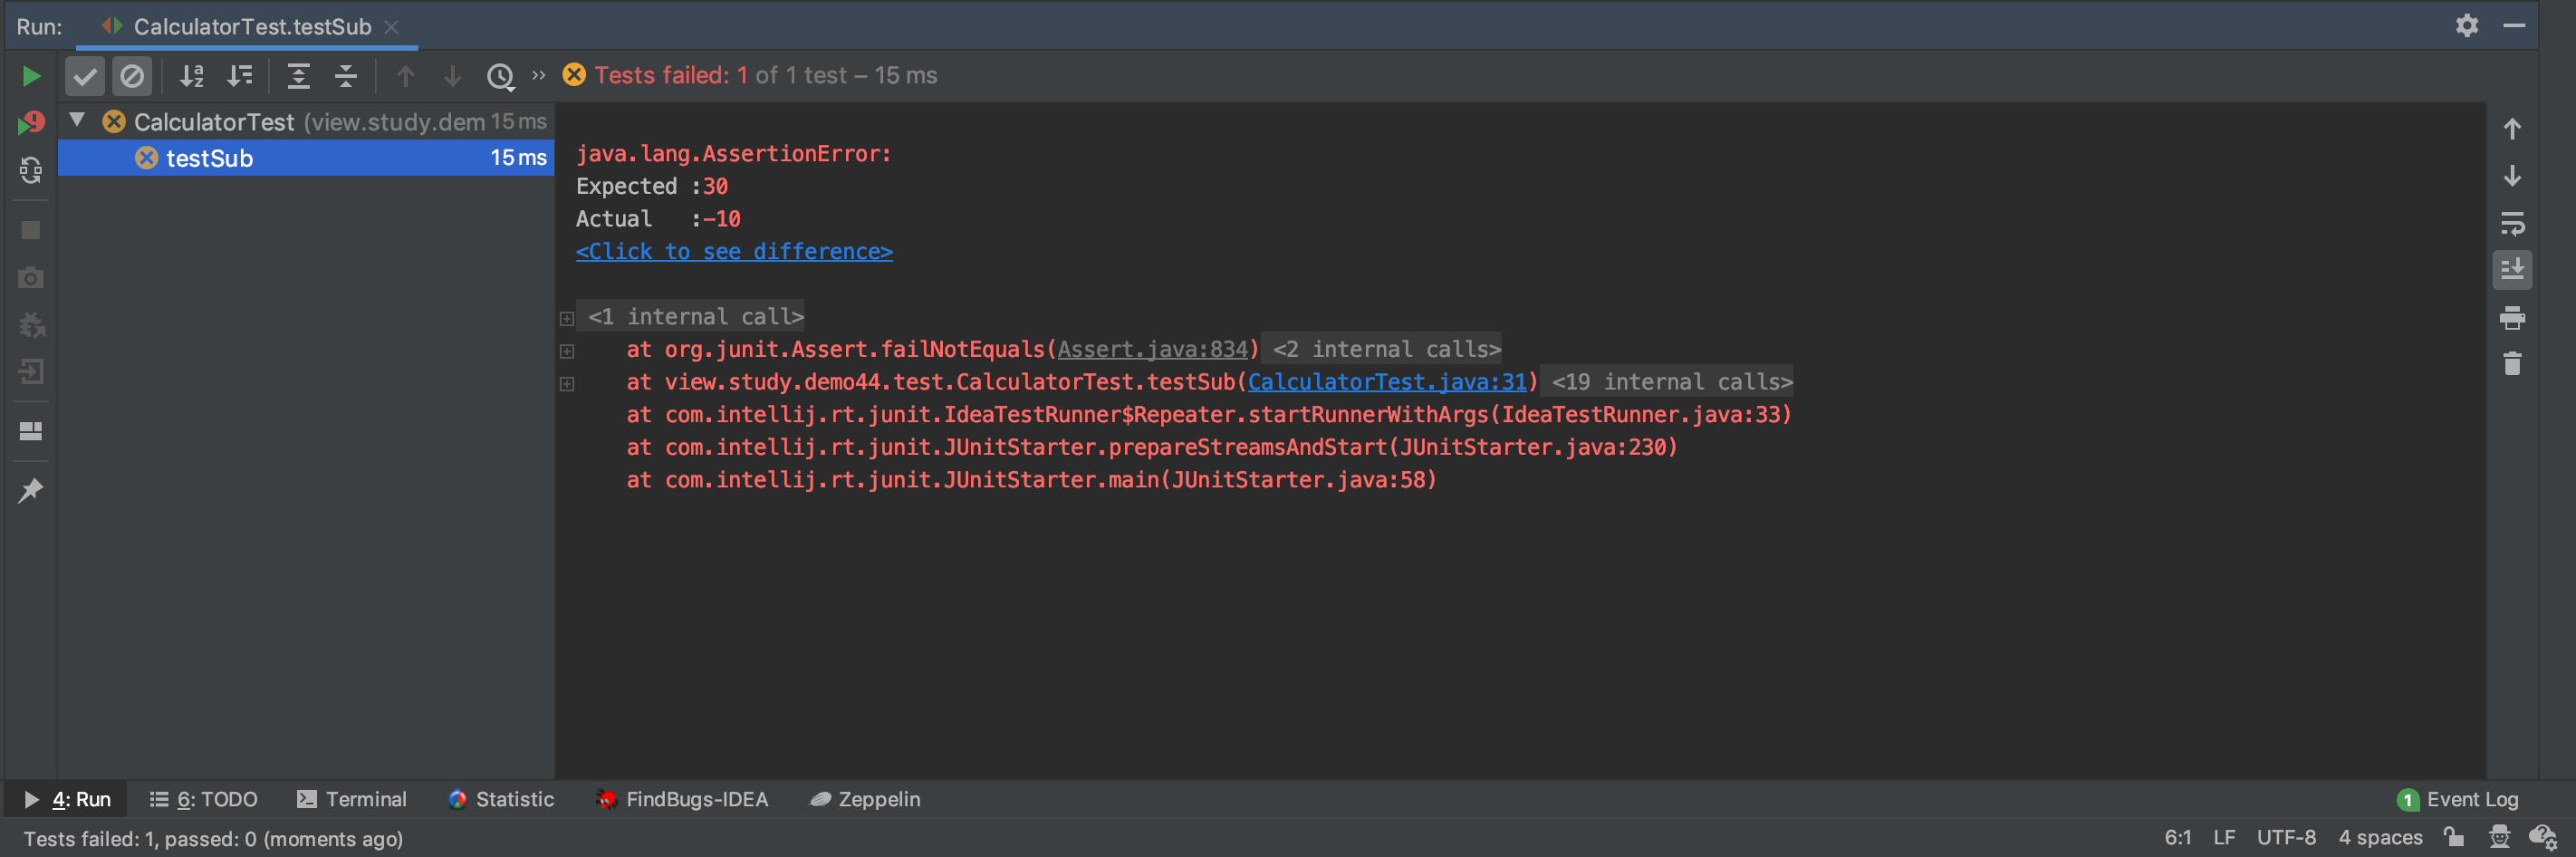 Run: CalculatorTest.testSub
Tests failed: 1 of 1 test – 15 ms
CalculatorTest (view.study.dem 15 ms
testSub 15 ms
java.lang.AssertionError:
Expected :30
Actual   :-10
<Click to see difference>
<1 internal call>
at org.junit.Assert.failNotEquals(Assert.java:834) <2 internal calls>
at view.study.demo44.test.CalculatorTest.testSub(CalculatorTest.java:31) <19 internal calls>
at com.intellij.rt.junit.IdeaTestRunner$Repeater.startRunnerWithArgs(IdeaTestRunner.java:33)
at com.intellij.rt.junit.JUnitStarter.prepareStreamsAndStart(JUnitStarter.java:230)
at com.intellij.rt.junit.JUnitStarter.main(JUnitStarter.java:58)
4: Run 6: TODO Terminal Statistic FindBugs-IDEA Zeppelin 1 Event Log
Tests failed: 1, passed: 0 (moments ago) 6:1 LF UTF-8 4 spaces